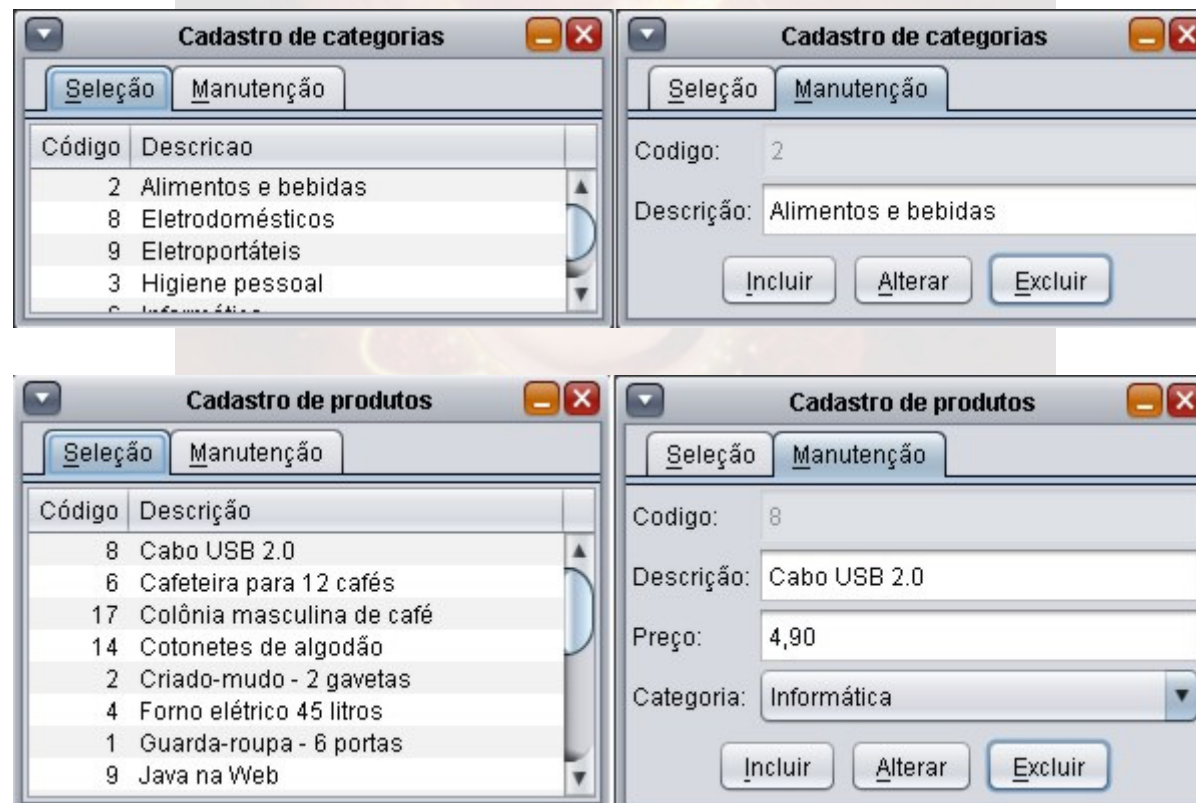 Cadastro de categorias
Seleção Manutenção
Código Descricao
2 Alimentos e bebidas
8 Eletrodomésticos
9 Eletroportáteis
3 Higiene pessoal
Cadastro de categorias
Seleção Manutenção
Codigo: 2
Descrição: Alimentos e bebidas
Incluir Alterar Excluir
Cadastro de produtos
Seleção Manutenção
Código Descrição
8 Cabo USB 2.0
6 Cafeteira para 12 cafés
17 Colônia masculina de café
14 Cotonetes de algodão
2 Criado-mudo - 2 gavetas
4 Forno elétrico 45 litros
1 Guarda-roupa - 6 portas
9 Java na Web
Cadastro de produtos
Seleção Manutenção
Codigo: 8
Descrição: Cabo USB 2.0
Preço: 4,90
Categoria: Informática
Incluir Alterar Excluir